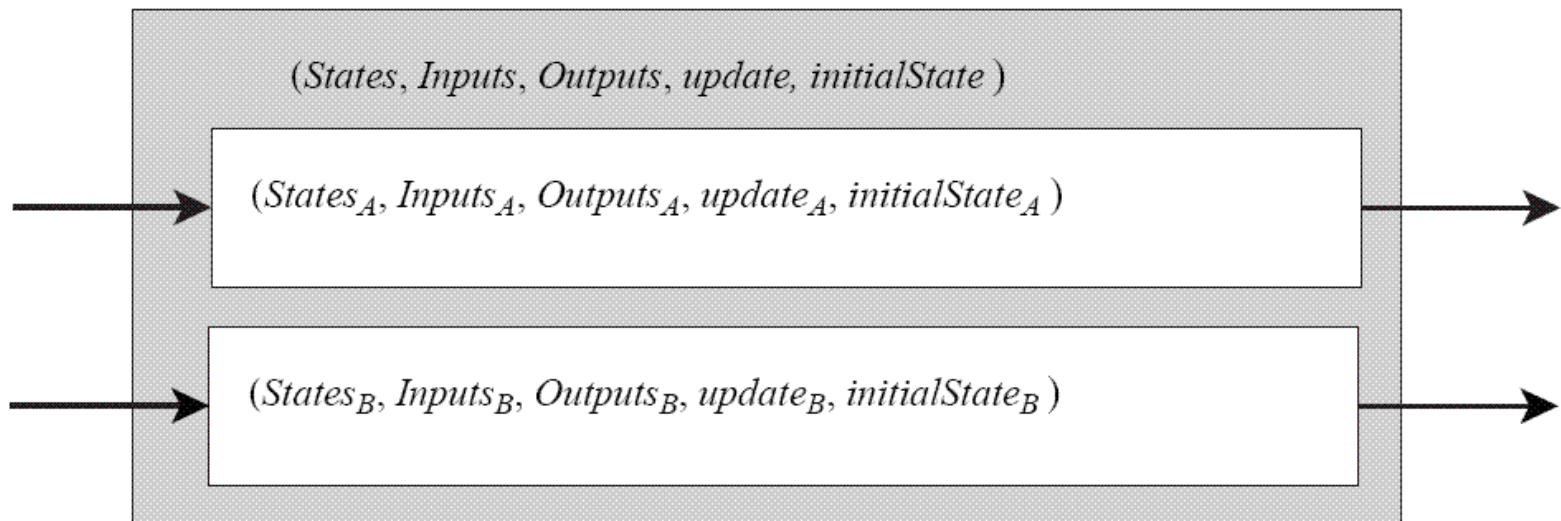 (States, Inputs, Outputs, update, initialState )
(States_A, Inputs_A, Outputs_A, update_A, initialState_A )
(States_B, Inputs_B, Outputs_B, update_B, initialState_B )